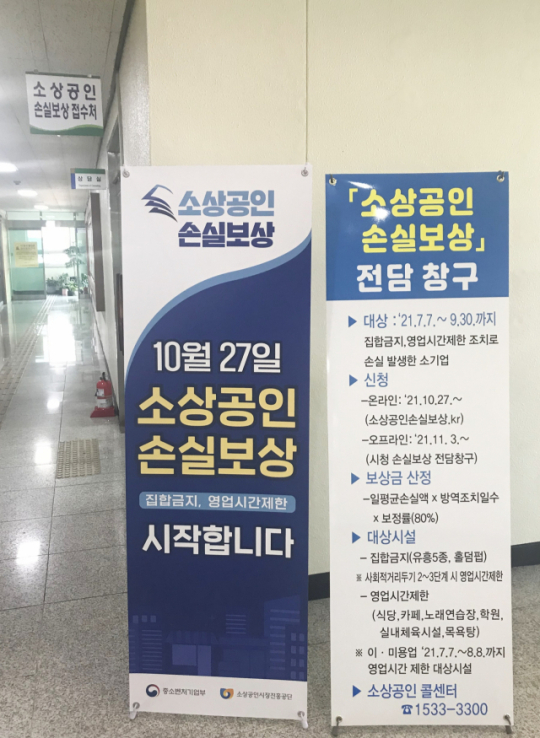 소상공인
손실보상 접수처
상담실
소상공인
손실보상
10월 27일
소상공인
손실보상
집합금지, 영업시간제한
시작합니다
중소벤처기업부
소상공인시장진흥공단
「소상공인
손실보상」
전담 창구
▶ 대상 : '21.7.7.~ 9.30.까지
집합금지,영업시간제한 조치로
손실 발생한 소기업
▶ 신청
-온라인: '21.10.27.~
(소상공인손실보상.kr)
-오프라인: '21.11. 3.~
(시청 손실보상 전담창구)
▶ 보상금 산정
-일평균손실액 x 방역조치일수
x 보정률(80%)
▶ 대상시설
- 집합금지(유흥5종, 홀덤펍)
※ 사회적거리두기 2~3단계 시 영업시간제한
- 영업시간제한
(식당,카페,노래연습장,학원,
실내체육시설,목욕탕)
※ 이 · 미용업 '21.7.7.~8.8.까지
영업시간 제한 대상시설
▶ 소상공인 콜센터
☎1533-3300